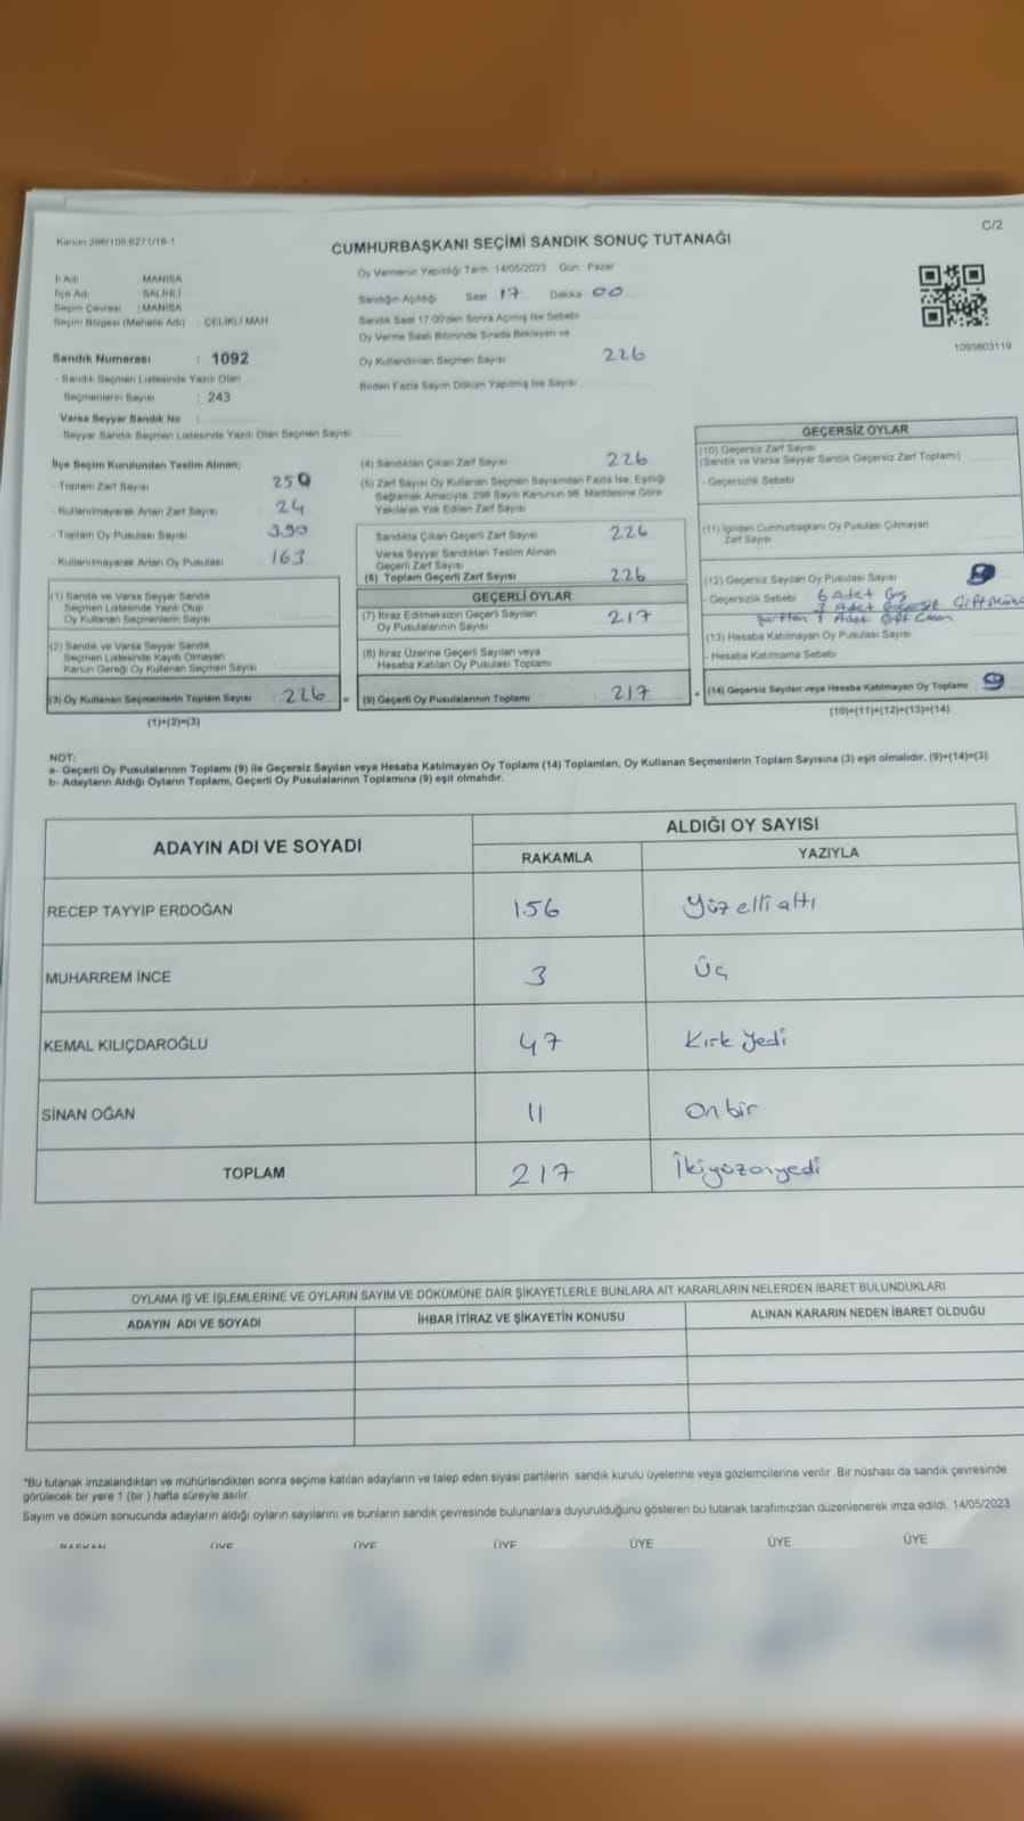 C/2
CUMHURBAŞKANI SEÇİMİ SANDIK SONUÇ TUTANAĞI
İl Adı : MANİSA
İlçe Adı : SALİHLİ
Seçim Çevresi : MANİSA
Seçim Bölgesi (Mahalle Adı) : ÇELİKLİ MAH
Sandık Numarası : 1092
- Sandık Seçmen Listesinde Yazılı Olan
Seçmenlerin Sayısı : 243
Varsa Seyyar Sandık No :
- Seyyar Sandık Seçmen Listesinde Yazılı Olan Seçmen Sayısı
Oy Vermenin Yapıldığı Tarih :14/05/2023 Gün : Pazar
Sandığın Açıldığı Saat 17 Dakika 00
Sandık Saat 17.00'den Sonra Açılmış İse Sebebi
Oy Verme Saati Bitiminde Sırada Bekleyen ve
Oy Kullandırılan Seçmen Sayısı 226
Birden Fazla Sayım Döküm Yapılmış İse Sayısı
1095803119
İlçe Seçim Kurulundan Teslim Alınan;
- Toplam Zarf Sayısı 250
- Kullanılmayarak Artan Zarf Sayısı 24
- Toplam Oy Pusulası Sayısı 390
- Kullanılmayarak Artan Oy Pusulası 163
(1) Sandık ve Varsa Seyyar Sandık
Seçmen Listesinde Yazılı Olup
Oy Kullanan Seçmenlerin Sayısı
(2) Sandık ve Varsa Seyyar Sandık
Seçmen Listesinde Kayıtlı Olmayan
Kanun Gereği Oy Kullanan Seçmen Sayısı
(3) Oy Kullanan Seçmenlerin Toplam Sayısı 226
(1)+(2)=(3)
(4) Sandıktan Çıkan Zarf Sayısı 226
(5) Zarf Sayısı Oy Kullanan Seçmen Sayısından Fazla İse, Eşitliği
Sağlamak Amacıyla, 298 Sayılı Kanunun 98. Maddesine Göre
Yakılarak Yok Edilen Zarf Sayısı
Sandıkta Çıkan Geçerli Zarf Sayısı 226
Varsa Seyyar Sandıktan Teslim Alınan
Geçerli Zarf Sayısı
(6) Toplam Geçerli Zarf Sayısı 226
GEÇERLİ OYLAR
(7) İtiraz Edilmeksizin Geçerli Sayılan
Oy Pusulalarının Sayısı 217
(8) İtiraz Üzerine Geçerli Sayılan veya
Hesaba Katılan Oy Pusulası Toplamı
(9) Geçerli Oy Pusulalarının Toplamı 217
GEÇERSİZ OYLAR
(10) Geçersiz Zarf Sayısı
(Sandık ve Varsa Seyyar Sandık Geçersiz Zarf Toplamı)
- Geçersizlik Sebebi
(11) İçinden Cumhurbaşkanı Oy Pusulası Çıkmayan
Zarf Sayısı
(12) Geçersiz Sayılan Oy Pusulası Sayısı
- Geçersizlik Sebebi 6 Adet
(13) Hesaba Katılmayan Oy Pusulası Sayısı
- Hesaba Katılmama Sebebi
(14) Geçersiz Sayılan veya Hesaba Katılmayan Oy Toplamı 9
(10)+(11)+(12)+(13)=(14)
NOT:
a- Geçerli Oy Pusulalarının Toplamı (9) ile Geçersiz Sayılan veya Hesaba Katılmayan Oy Toplamı (14) Toplamları, Oy Kullanan Seçmenlerin Toplam Sayısına (3) eşit olmalıdır. (9)+(14)=(3)
b- Adayların Aldığı Oyların Toplamı, Geçerli Oy Pusulalarının Toplamına (9) eşit olmalıdır.
ADAYIN ADI VE SOYADI
ALDIĞI OY SAYISI
RAKAMLA YAZIYLA
RECEP TAYYİP ERDOĞAN 156 Yüz elli altı
MUHARREM İNCE 3 Üç
KEMAL KILIÇDAROĞLU 47 Kırk Yedi
SİNAN OĞAN 11 On bir
TOPLAM 217 İkiyüzonyedi
OYLAMA İŞ VE İŞLEMLERİNE VE OYLARIN SAYIM VE DÖKÜMÜNE DAİR ŞİKAYETLERLE BUNLARA AİT KARARLARIN NELERDEN İBARET BULUNDUKLARI
ADAYIN ADI VE SOYADI İHBAR İTİRAZ VE ŞİKAYETİN KONUSU ALINAN KARARIN NEDEN İBARET OLDUĞU
*Bu tutanak imzalandıktan ve mühürlendikten sonra seçime katılan adayların ve talep eden siyasi partilerin sandık kurulu üyelerine veya gözlemcilerine verilir. Bir nüshası da sandık çevresinde
görülecek bir yere 1 (bir ) hafta süreyle asılır.
Sayım ve döküm sonucunda adayların aldığı oyların sayılarını ve bunların sandık çevresinde bulunanlara duyurulduğunu gösteren bu tutanak tarafımızdan düzenlenerek imza edildi. 14/05/2023
BAŞKAN ÜYE ÜYE ÜYE ÜYE ÜYE ÜYE